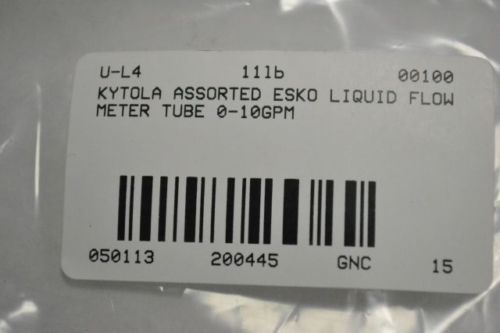 U-L4 11lb 00100
KYTOLA ASSORTED ESKO LIQUID FLOW
METER TUBE 0-10GPM
050113 200445 GNC 15